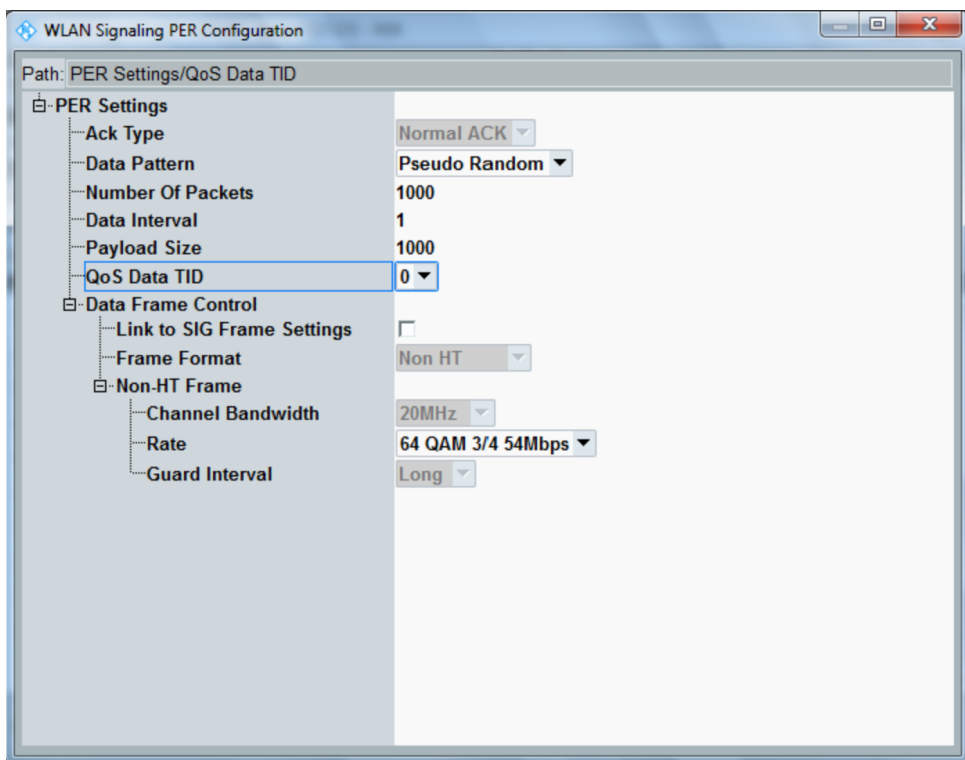 WLAN Signaling PER Configuration
Path: PER Settings/QoS Data TID
PER Settings
Ack Type Normal ACK
Data Pattern Pseudo Random
Number Of Packets 1000
Data Interval 1
Payload Size 1000
QoS Data TID 0
Data Frame Control
Link to SIG Frame Settings
Frame Format Non HT
Non-HT Frame
Channel Bandwidth 20MHz
Rate 64 QAM 3/4 54Mbps
Guard Interval Long